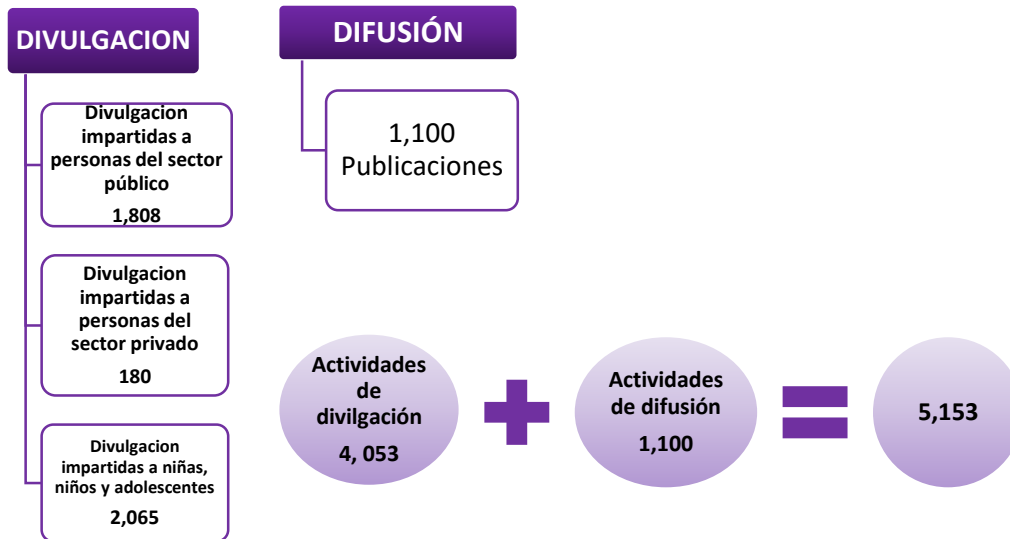 DIVULGACION
Divulgacion
impartidas a
personas del sector
público
1,808
Divulgacion
impartidas a
personas del
sector privado
180
Divulgacion
impartidas a niñas,
niños y adolescentes
2,065
DIFUSIÓN
1,100
Publicaciones
Actividades
de
divilgación
4, 053
Actividades
de difusión
1,100
5,153